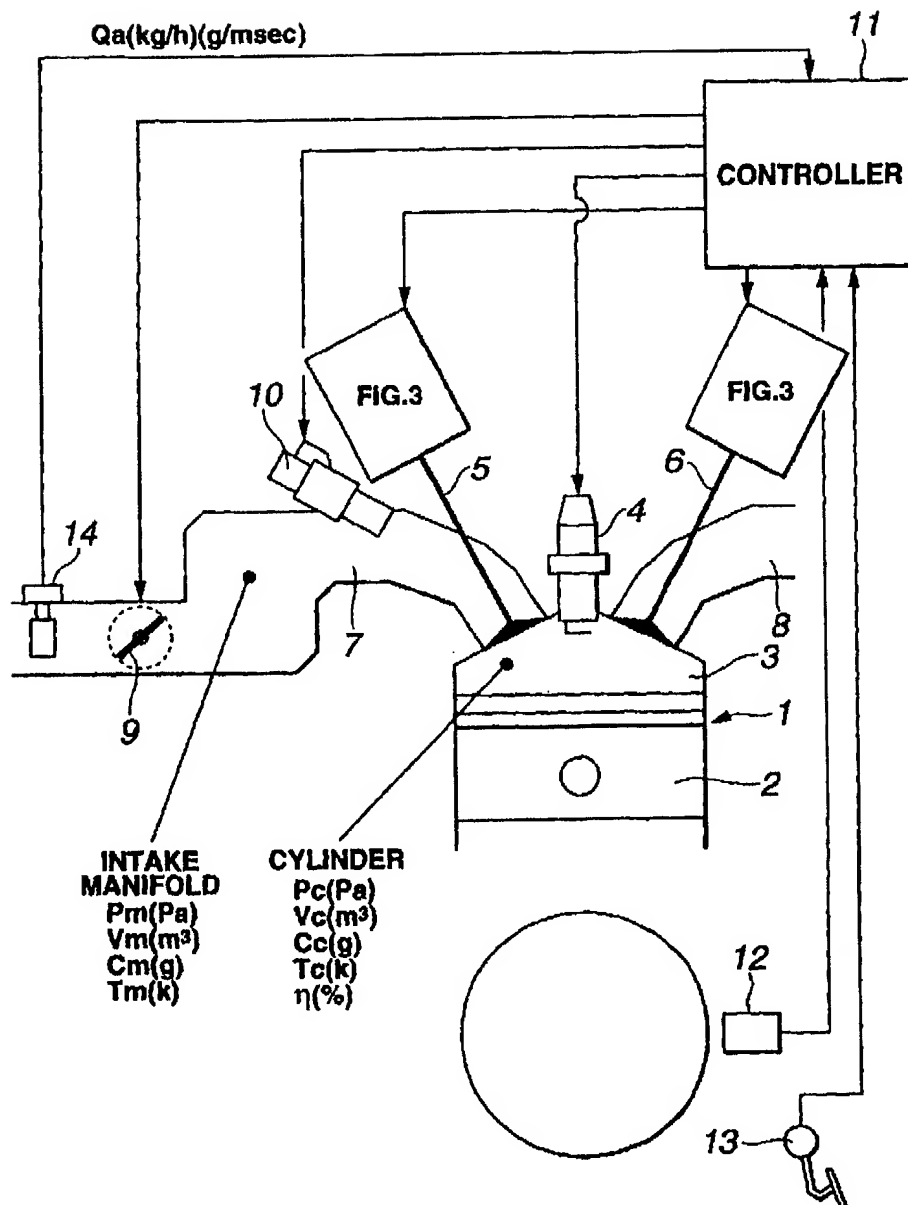 Qa(kg/h)(g/msec)
11
CONTROLLER
FIG.3
FIG.3
10
5
6
4
14
7
8
3
9
1
2
INTAKE
MANIFOLD
Pm(Pa)
Vm(m³)
Cm(g)
Tm(k)
CYLINDER
Pc(Pa)
Vc(m³)
Cc(g)
Tc(k)
η(%)
12
13